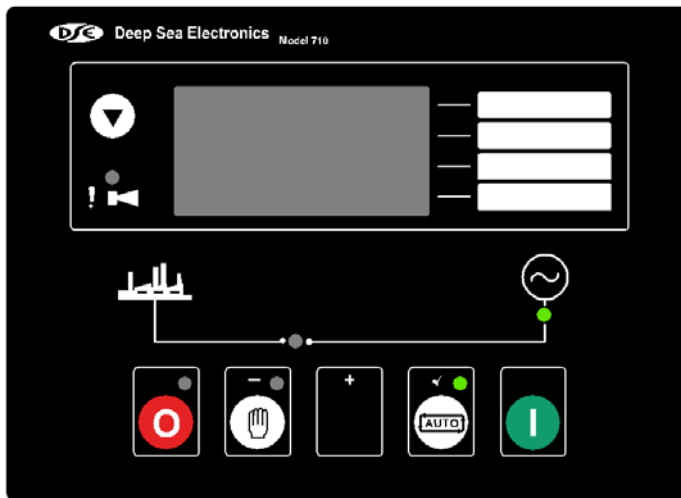 DSE Deep Sea Electronics Model 710
!
− + ✓
O AUTO I